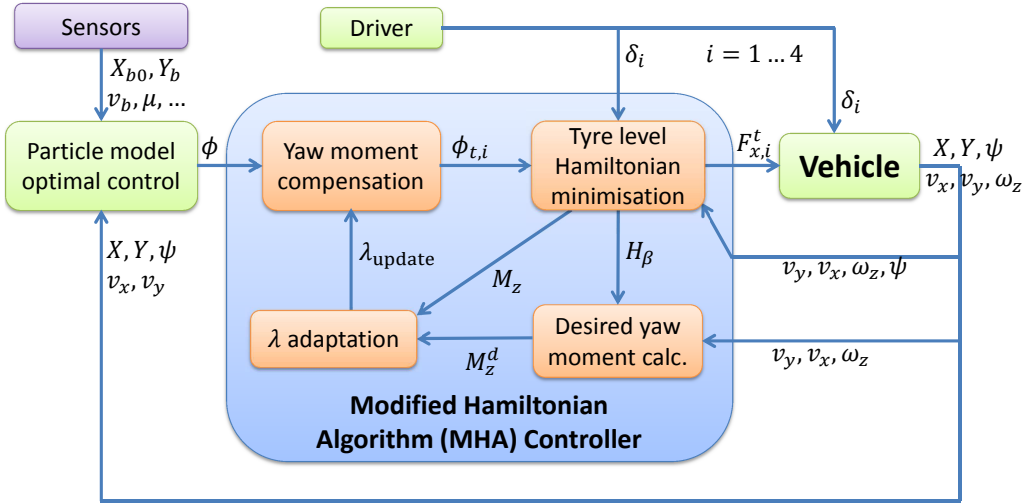 Sensors
Driver
X_{b0}, Y_b
v_b, μ, ...
δ_i
i = 1 ... 4
δ_i
Particle model
optimal control
ϕ
Yaw moment
compensation
ϕ_{t,i}
Tyre level
Hamiltonian
minimisation
F^t_{x,i}
Vehicle
X, Y, ψ
v_x, v_y, ω_z
X, Y, ψ
v_x, v_y
λ_update
M_z
H_β
v_y, v_x, ω_z, ψ
λ adaptation
M_z^d
Desired yaw
moment calc.
v_y, v_x, ω_z
Modified Hamiltonian
Algorithm (MHA) Controller